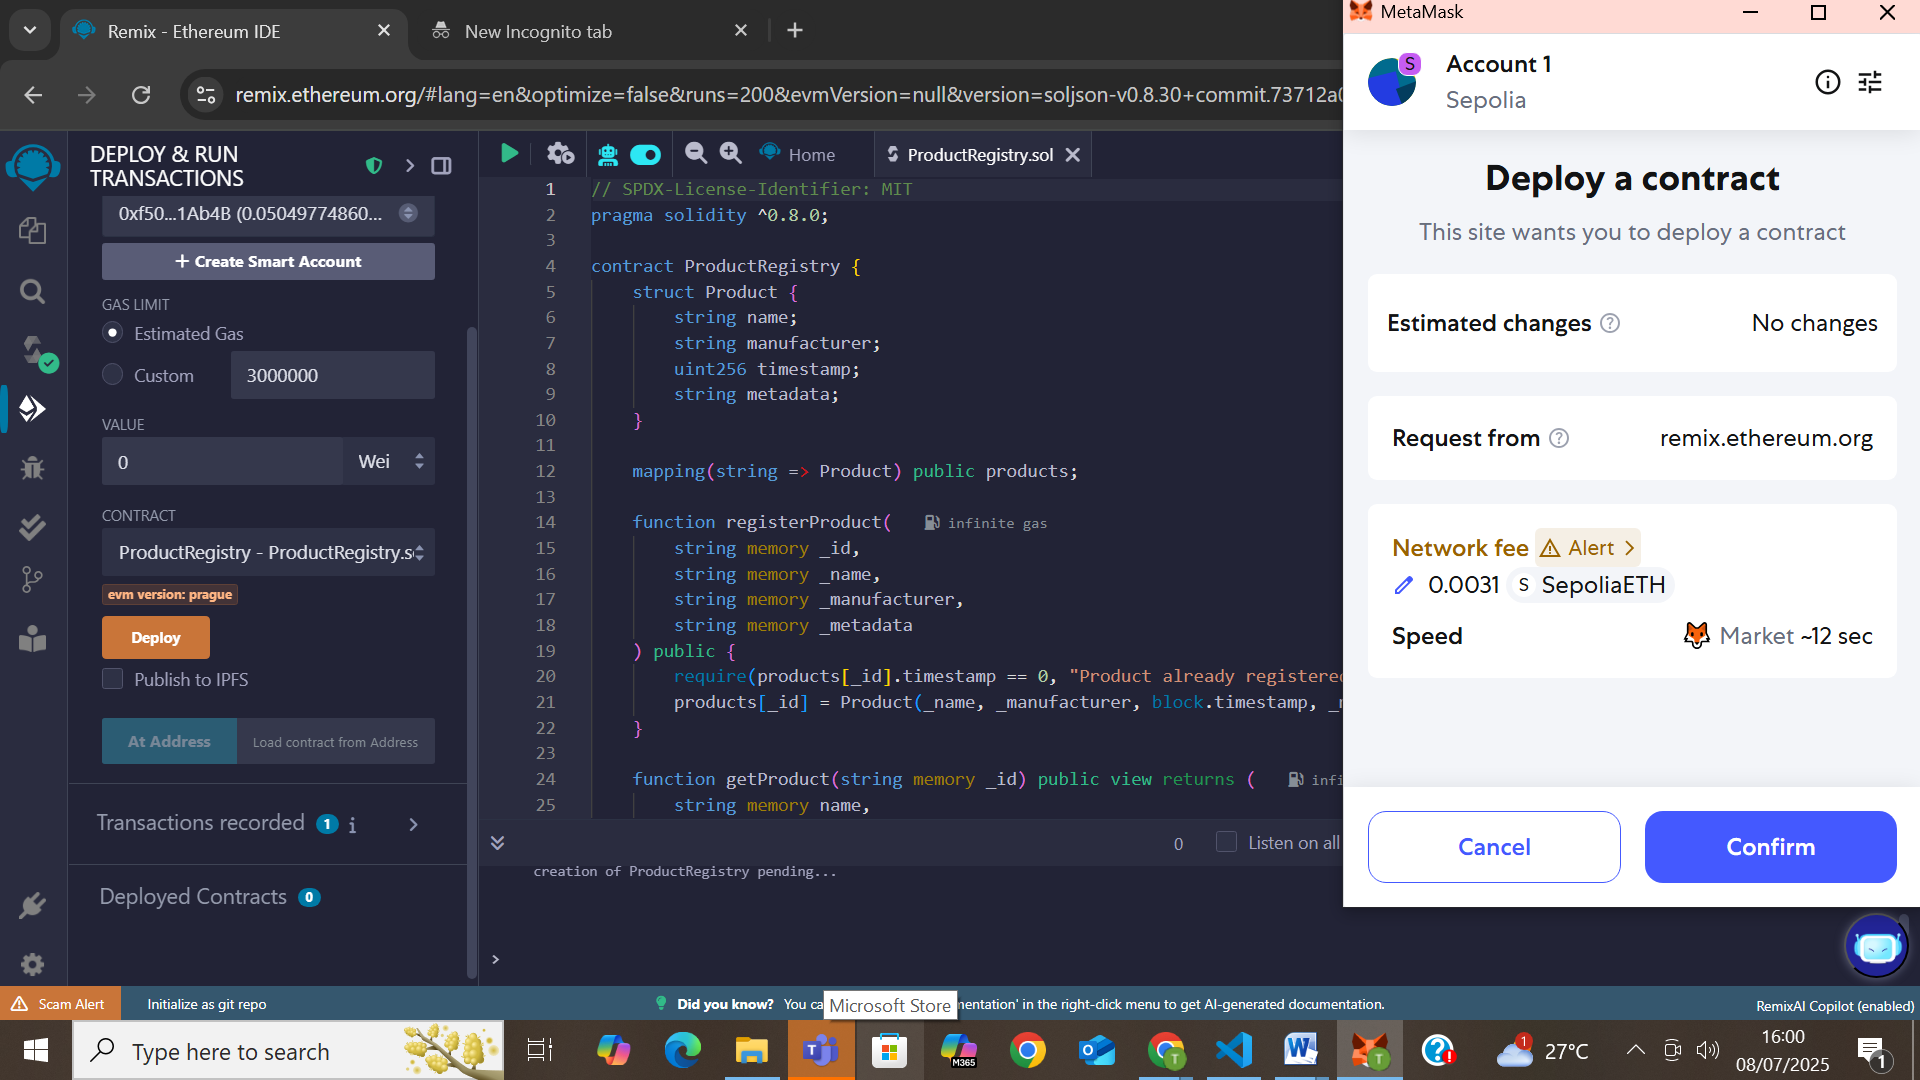 Remix - Ethereum IDE
New Incognito tab
remix.ethereum.org/#lang=en&optimize=false&runs=200&evmVersion=null&version=soljson-v0.8.30+commit.73712a0
DEPLOY & RUN
TRANSACTIONS
0xf50...1Ab4B (0.05049774860...
+ Create Smart Account
GAS LIMIT
Estimated Gas
Custom
3000000
VALUE
0
Wei
CONTRACT
ProductRegistry - ProductRegistry.so
evm version: prague
Deploy
Publish to IPFS
At Address
Load contract from Address
Transactions recorded 1 i
Deployed Contracts 0
Home
ProductRegistry.sol
1 // SPDX-License-Identifier: MIT
2 pragma solidity ^0.8.0;
3
4 contract ProductRegistry {
5 struct Product {
6 string name;
7 string manufacturer;
8 uint256 timestamp;
9 string metadata;
10 }
11
12 mapping(string => Product) public products;
13
14 function registerProduct( infinite gas
15 string memory _id,
16 string memory _name,
17 string memory _manufacturer,
18 string memory _metadata
19 ) public {
20 require(products[_id].timestamp == 0, "Product already registered
21 products[_id] = Product(_name, _manufacturer, block.timestamp, _m
22 }
23
24 function getProduct(string memory _id) public view returns ( infi
25 string memory name,
0
Listen on all
creation of ProductRegistry pending...
>
MetaMask
S
Account 1
Sepolia
Deploy a contract
This site wants you to deploy a contract
Estimated changes ?
No changes
Request from ?
remix.ethereum.org
Network fee Alert >
0.0031 S SepoliaETH
Speed
Market ~12 sec
Cancel
Confirm
Scam Alert
Initialize as git repo
Did you know? You ca
Microsoft Store
mentation' in the right-click menu to get AI-generated documentation.
RemixAI Copilot (enabled)
Type here to search
T
M365
T
W
T
1
27°C
16:00
08/07/2025
1